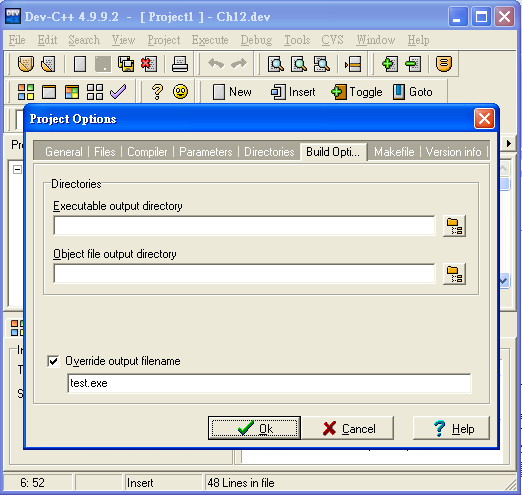 Dev-C++ 4.9.9.2 - [ Project1 ] - Ch12.dev
File Edit Search View Project Execute Debug Tools CVS Window Help
New Insert Toggle Goto
Project Options
General Files Compiler Parameters Directories Build Opti... Makefile Version info
Directories
Executable output directory
Object file output directory
Override output filename
test.exe
Ok Cancel Help
6: 52 Insert 48 Lines in file